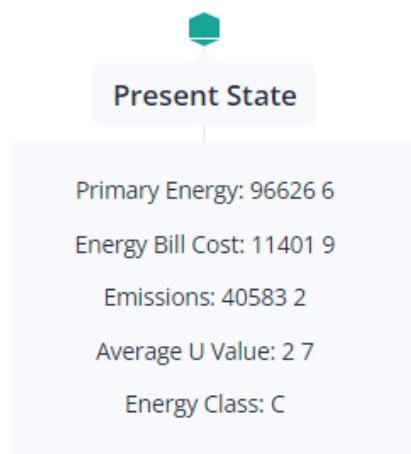 Present State
Primary Energy: 96626 6
Energy Bill Cost: 11401 9
Emissions: 40583 2
Average U Value: 2 7
Energy Class: C